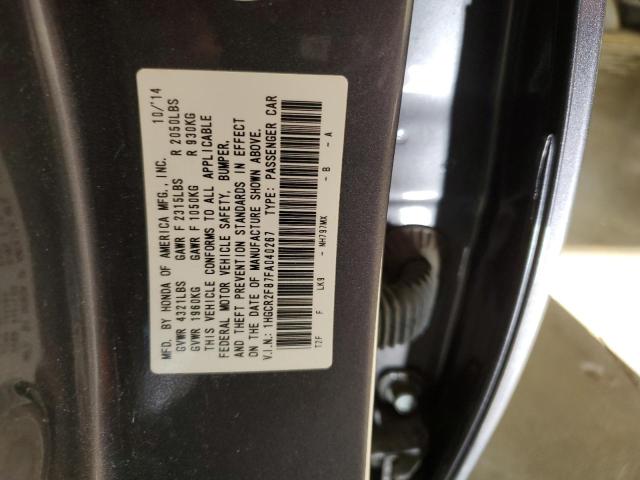 MFD. BY HONDA OF AMERICA MFG., INC. 10/'14
GVWR 4321LBS GAWR F 2315LBS R 2050LBS
GVWR 1960KG GAWR F 1050KG R 930KG
THIS VEHICLE CONFORMS TO ALL APPLICABLE
FEDERAL MOTOR VEHICLE SAFETY, BUMPER,
AND THEFT PREVENTION STANDARDS IN EFFECT
ON THE DATE OF MANUFACTURE SHOWN ABOVE.
V.I.N.: 1HGCR2F87FA040267 TYPE: PASSENGER CAR
T2F F LK9 - NH797MX - B - A